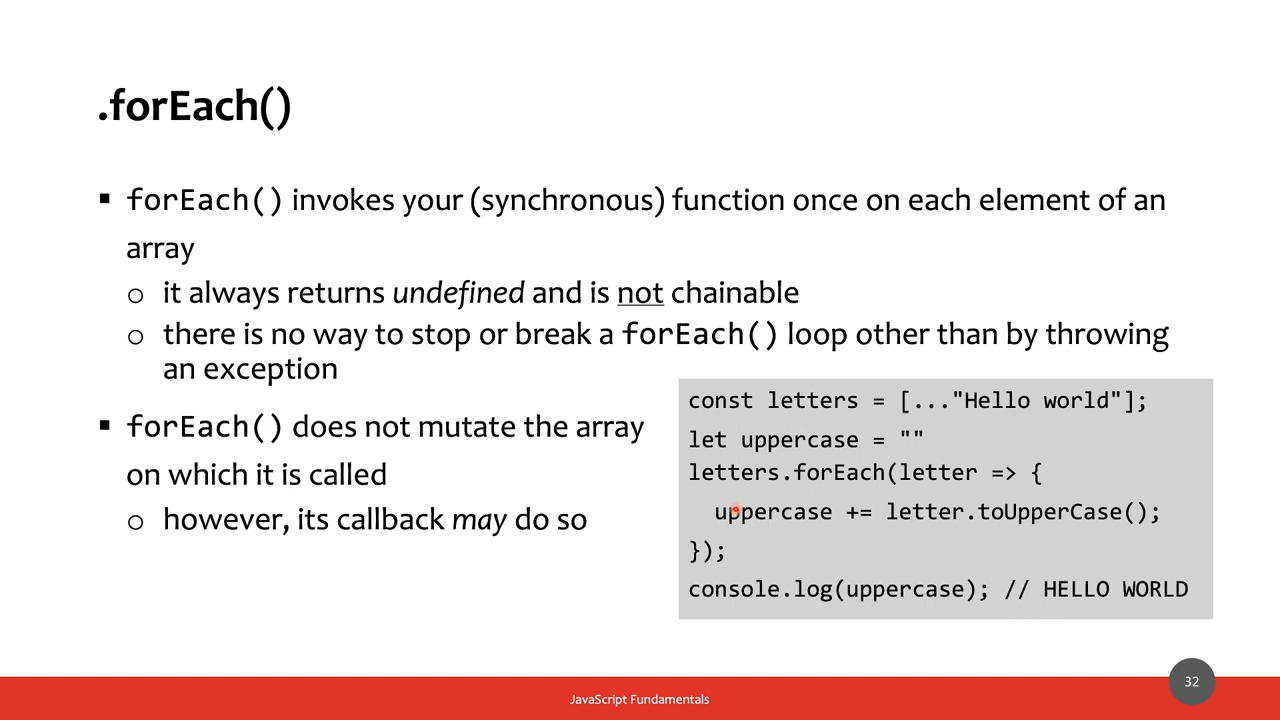 .forEach()
▪ forEach() invokes your (synchronous) function once on each element of an
array
o it always returns undefined and is not chainable
o there is no way to stop or break a forEach() loop other than by throwing
an exception
▪ forEach() does not mutate the array
on which it is called
o however, its callback may do so
const letters = [..."Hello world"];
let uppercase = ""
letters.forEach(letter => {
  uppercase += letter.toUpperCase();
});
console.log(uppercase); // HELLO WORLD
JavaScript Fundamentals
32